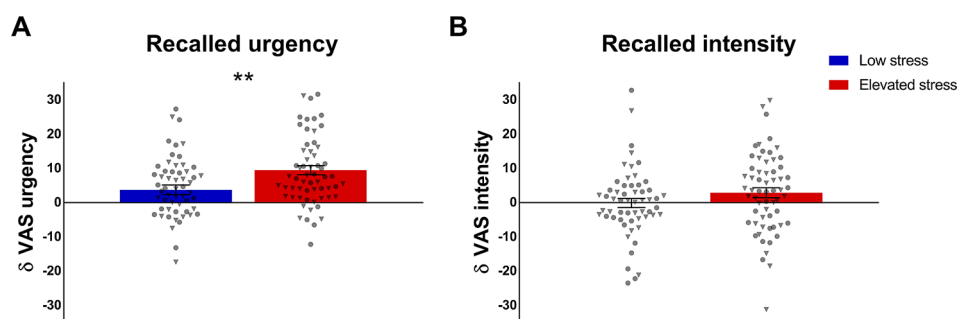 A
Recalled urgency
**
δ VAS urgency
30
20
10
0
-10
-20
-30
B
Recalled intensity
δ VAS intensity
30
20
10
0
-10
-20
-30
Low stress
Elevated stress